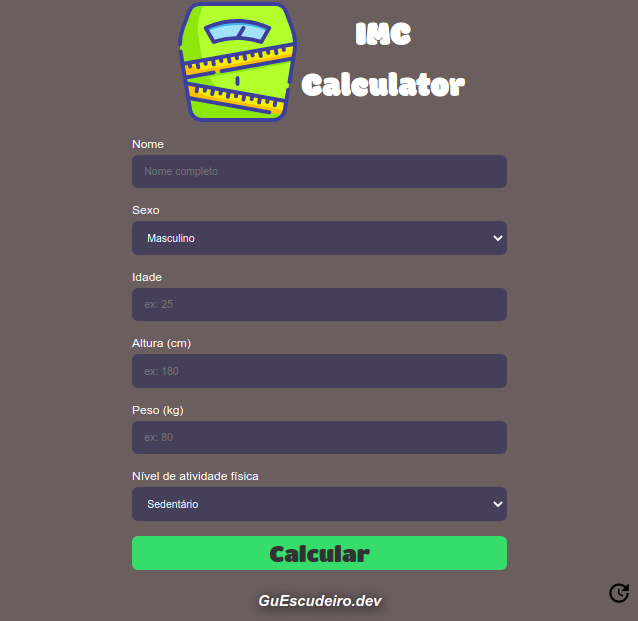 IMC
Calculator
Nome
Nome completo
Sexo
Masculino
Idade
ex: 25
Altura (cm)
ex: 180
Peso (kg)
ex: 80
Nível de atividade física
Sedentário
Calcular
GuEscudeiro.dev